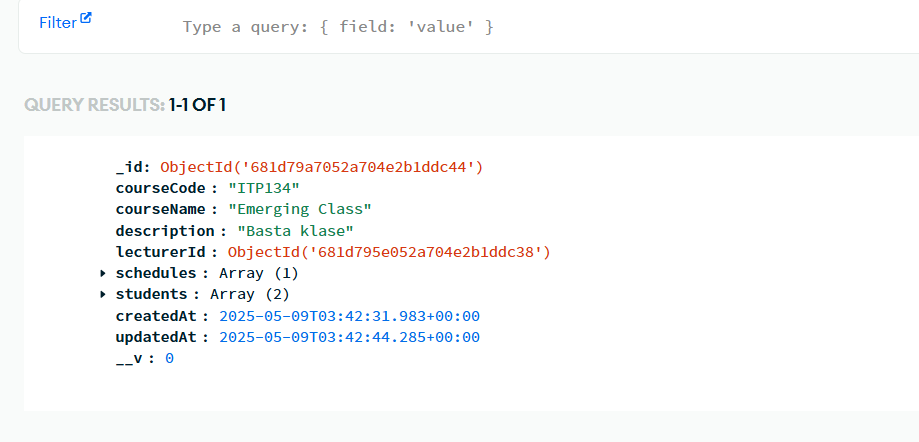 Filter
Type a query: { field: 'value' }
QUERY RESULTS: 1-1 OF 1
_id: ObjectId('681d79a7052a704e2b1ddc44')
courseCode : "ITP134"
courseName : "Emerging Class"
description : "Basta klase"
lecturerId : ObjectId('681d795e052a704e2b1ddc38')
schedules : Array (1)
students : Array (2)
createdAt : 2025-05-09T03:42:31.983+00:00
updatedAt : 2025-05-09T03:42:44.285+00:00
__v : 0